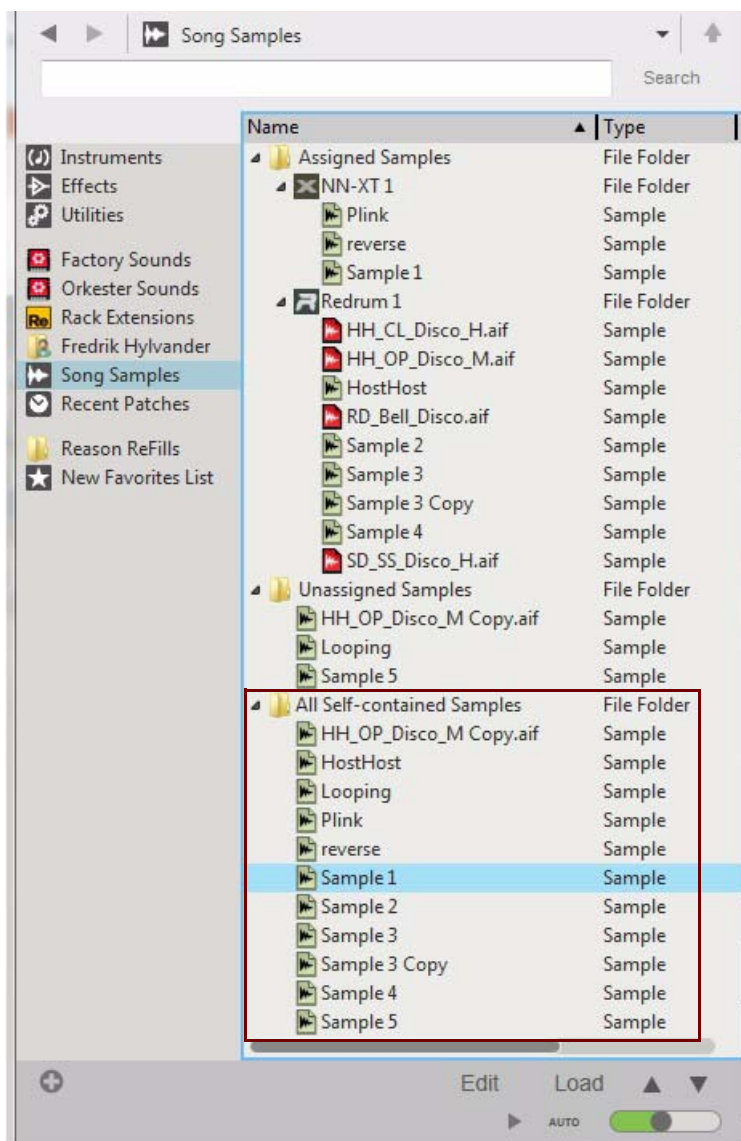 Song Samples
Search
Name Type
Instruments
Effects
Utilities
Factory Sounds
Orkester Sounds
Re Rack Extensions
Fredrik Hylvander
Song Samples
Recent Patches
Reason ReFills
New Favorites List
Assigned Samples File Folder
NN-XT 1 File Folder
Plink Sample
reverse Sample
Sample 1 Sample
Redrum 1 File Folder
HH_CL_Disco_H.aif Sample
HH_OP_Disco_M.aif Sample
HostHost Sample
RD_Bell_Disco.aif Sample
Sample 2 Sample
Sample 3 Sample
Sample 3 Copy Sample
Sample 4 Sample
SD_SS_Disco_H.aif Sample
Unassigned Samples File Folder
HH_OP_Disco_M Copy.aif Sample
Looping Sample
Sample 5 Sample
All Self-contained Samples File Folder
HH_OP_Disco_M Copy.aif Sample
HostHost Sample
Looping Sample
Plink Sample
reverse Sample
Sample 1 Sample
Sample 2 Sample
Sample 3 Sample
Sample 3 Copy Sample
Sample 4 Sample
Sample 5 Sample
Edit Load
AUTO